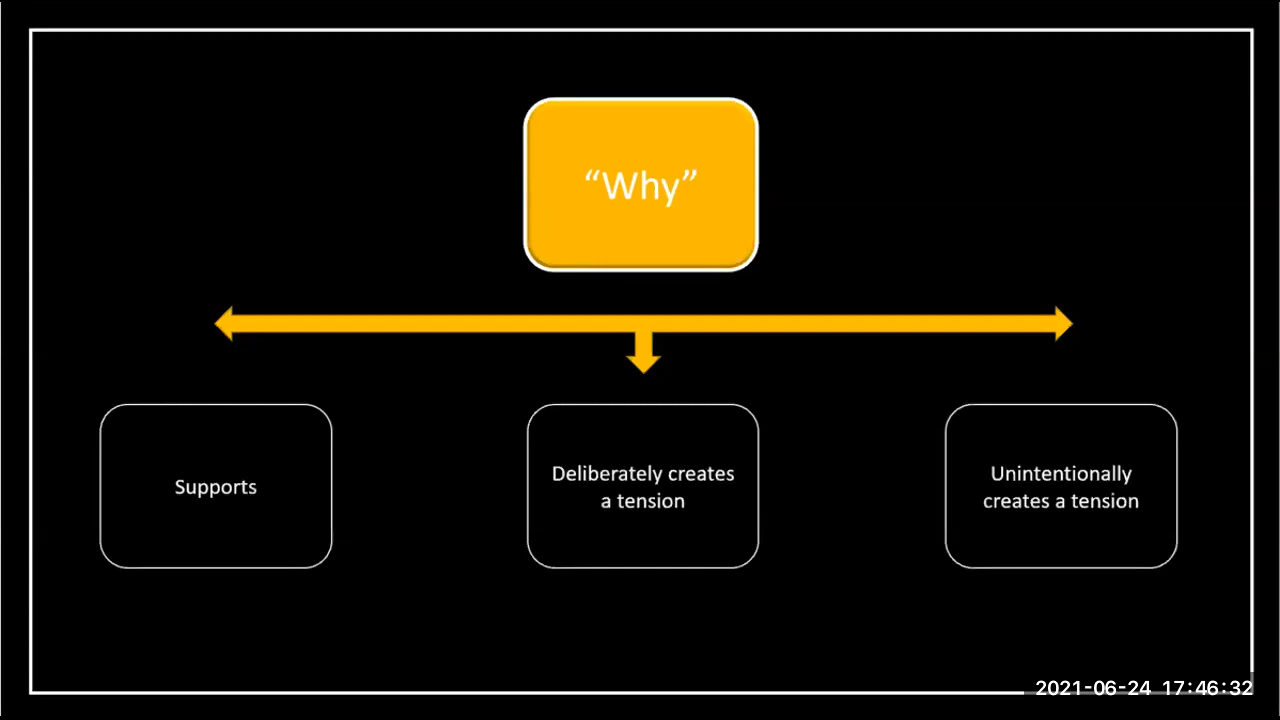 “Why”
Supports
Deliberately creates
a tension
Unintentionally
creates a tension
2021-06-24 17:46:32